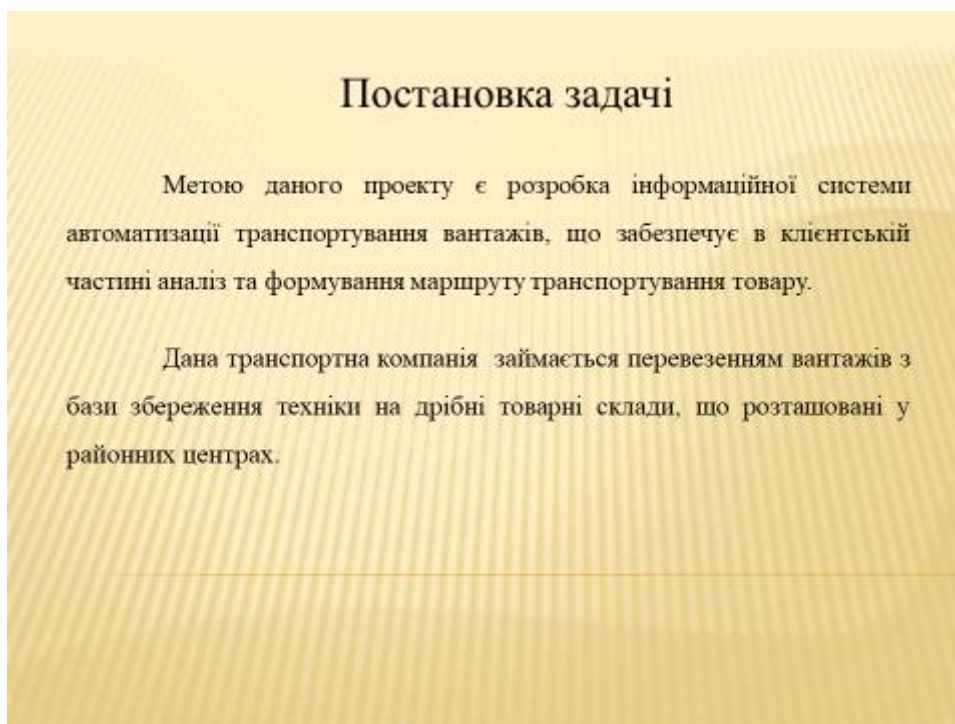 Постановка задачі
Метою даного проекту є розробка інформаційної системи
автоматизації транспортування вантажів, що забезпечує в клієнтській
частині аналіз та формування маршруту транспортування товару.
Дана транспортна компанія займається перевезенням вантажів з
бази збереження техніки на дрібні товарні склади, що розташовані у
районних центрах.